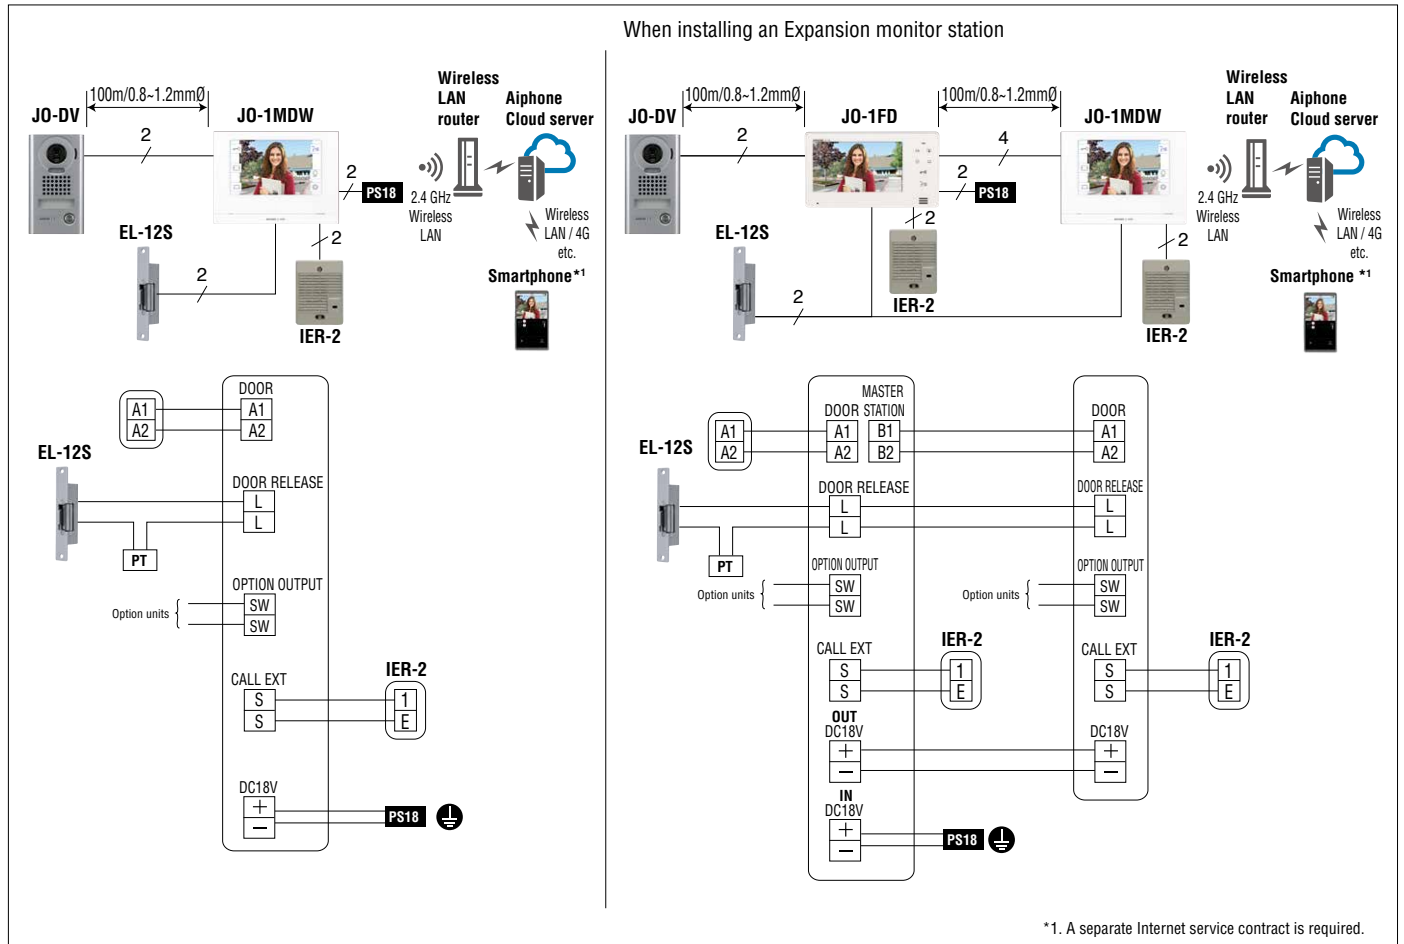 When installing an Expansion monitor station
100m/0.8~1.2mmØ
JO-DV
JO-1MDW
Wireless
LAN
router
Aiphone
Cloud server
2
2
PS18
2.4 GHz
Wireless
LAN
Wireless
LAN / 4G
etc.
EL-12S
2
2
IER-2
Smartphone*1
DOOR
A1
A2
A1
A2
EL-12S
DOOR RELEASE
L
L
PT
OPTION OUTPUT
Option units
SW
SW
CALL EXT
S
S
IER-2
1
E
DC18V
+
−
PS18
100m/0.8~1.2mmØ
100m/0.8~1.2mmØ
JO-DV
JO-1FD
JO-1MDW
Wireless
LAN
router
Aiphone
Cloud server
2
4
2
PS18
2.4 GHz
Wireless
LAN
Wireless
LAN / 4G
etc.
EL-12S
2
2
IER-2
2
IER-2
Smartphone *1
MASTER
DOOR STATION
DOOR
A1
A2
A1
A2
B1
B2
A1
A2
EL-12S
DOOR RELEASE
L
L
DOOR RELEASE
L
L
PT
OPTION OUTPUT
Option units
SW
SW
OPTION OUTPUT
Option units
SW
SW
CALL EXT
S
S
IER-2
1
E
CALL EXT
S
S
IER-2
1
E
OUT
DC18V
+
−
DC18V
+
−
IN
DC18V
+
−
PS18
*1. A separate Internet service contract is required.